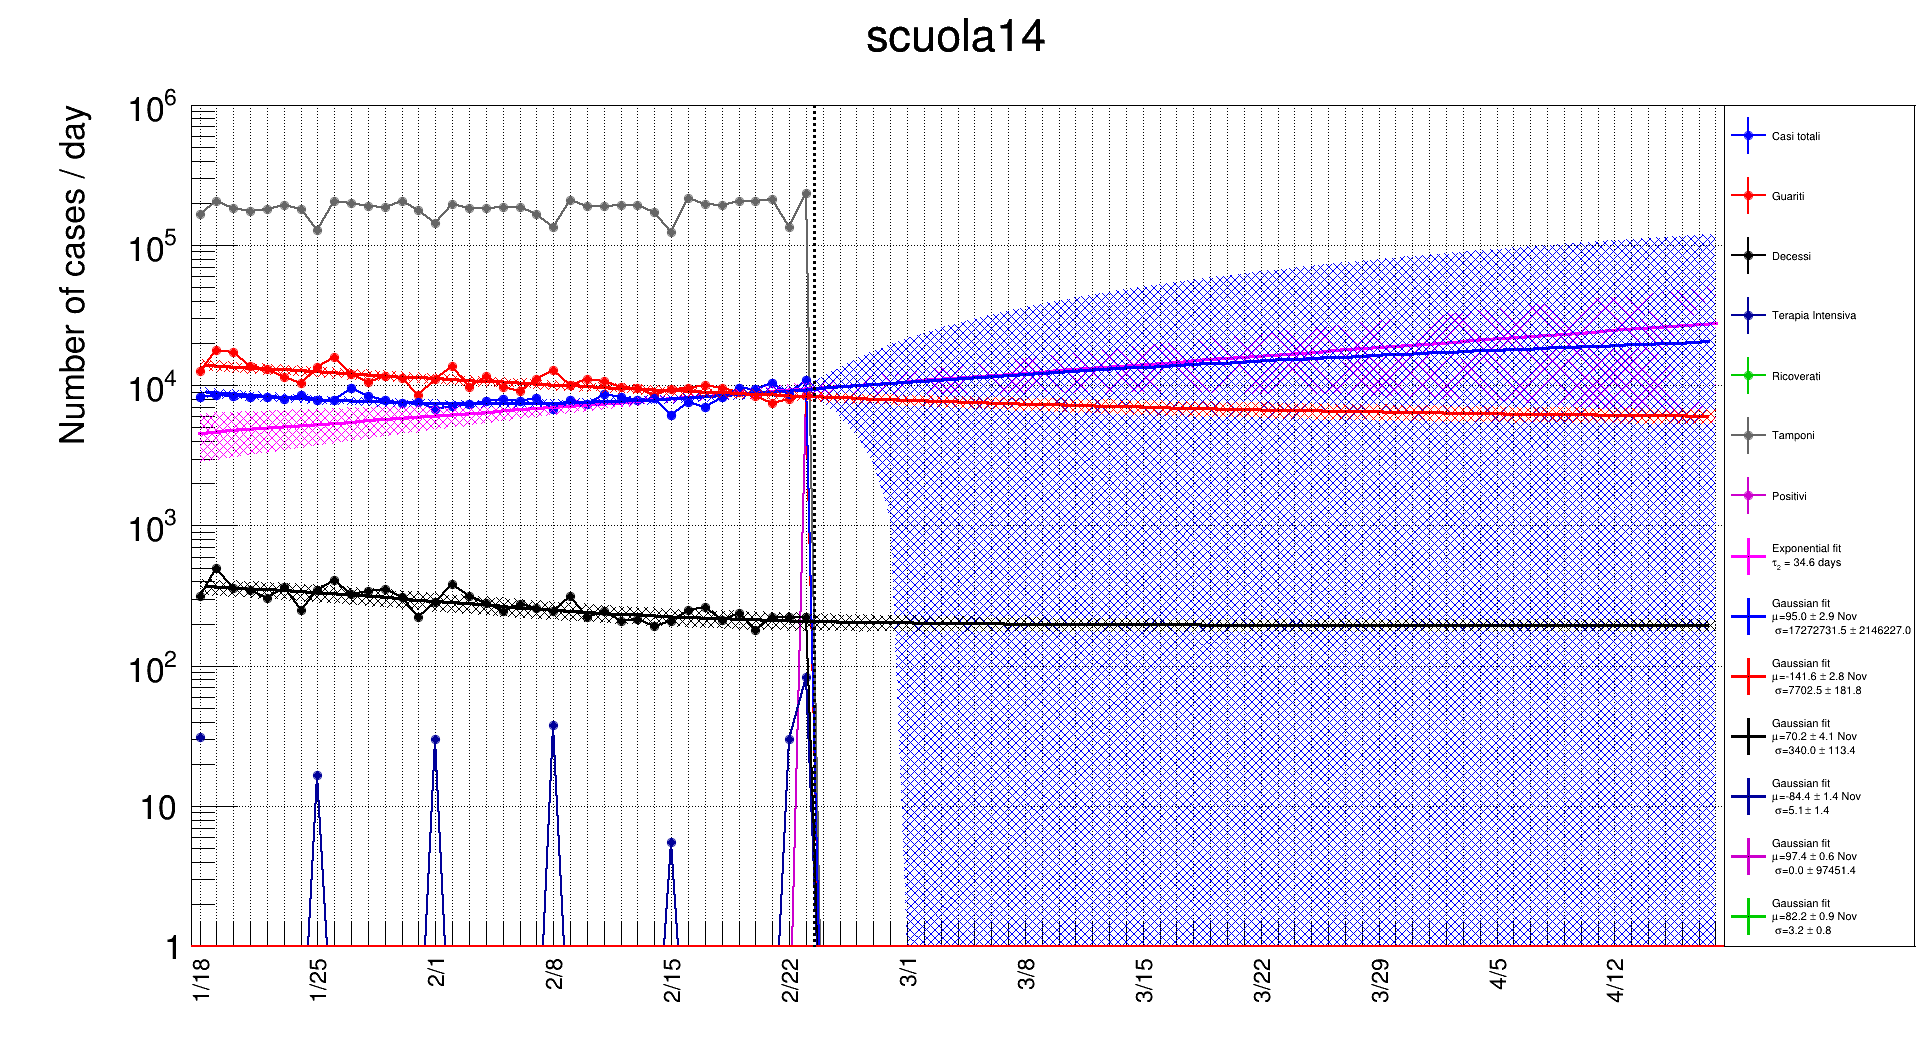 scuola14
Number of cases / day
10^6
10^5
10^4
10^3
10^2
10
1
1/18
1/25
2/1
2/8
2/15
2/22
3/1
3/8
3/15
3/22
3/29
4/5
4/12
Casi totali
Guariti
Decessi
Terapia Intensiva
Ricoverati
Tamponi
Positivi
Exponential fit
τ_2 = 34.6 days
Gaussian fit
μ=95.0 ± 2.9 Nov
σ=17272731.5 ± 2146227.0
Gaussian fit
μ=-141.6 ± 2.8 Nov
σ=7702.5 ± 181.8
Gaussian fit
μ=70.2 ± 4.1 Nov
σ=340.0 ± 113.4
Gaussian fit
μ=-84.4 ± 1.4 Nov
σ=5.1 ± 1.4
Gaussian fit
μ=97.4 ± 0.6 Nov
σ=0.0 ± 97451.4
Gaussian fit
μ=82.2 ± 0.9 Nov
σ=3.2 ± 0.8